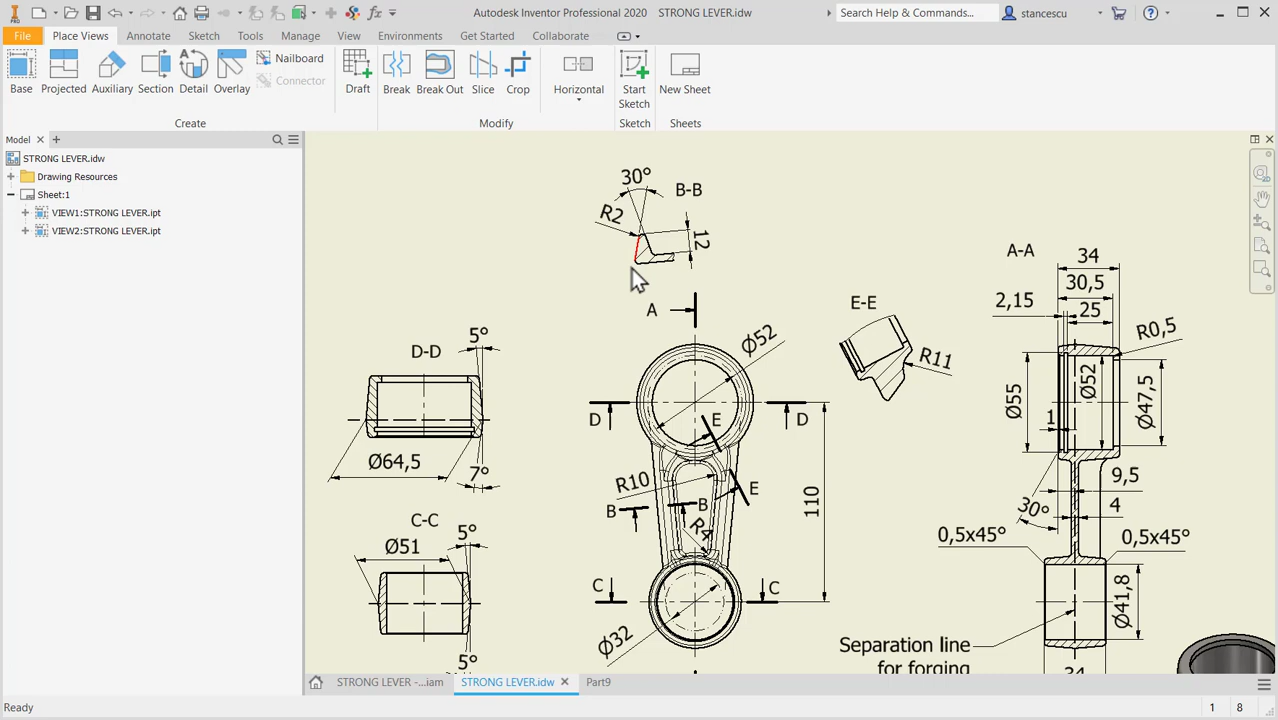 PRO
fx
Autodesk Inventor Professional 2020 STRONG LEVER.idw
Search Help & Commands...
stancescu
File Place Views Annotate Sketch Tools Manage View Environments Get Started Collaborate
Base
Projected
Auxiliary
Section
Detail
Overlay
Nailboard
Connector
Draft
Break
Break Out
Slice
Crop
Horizontal
Start
Sketch
New Sheet
Create
Modify
Sketch
Sheets
Model
STRONG LEVER.idw
Drawing Resources
Sheet:1
VIEW1:STRONG LEVER.ipt
VIEW2:STRONG LEVER.ipt
30°
B-B
R2
12
A
Ø52
D
D
E
E
R10
B
B
R4
110
C
C
Ø32
D-D
5°
Ø64,5
7°
C-C
5°
Ø51
5°
E-E
R11
A-A
34
30,5
2,15
25
R0,5
Ø55
Ø52
Ø47,5
1
9,5
30°
4
0,5x45°
0,5x45°
Ø41,8
Separation line
for forging
34
STRONG LEVER -...iam
STRONG LEVER.idw
Part9
Ready
1 8